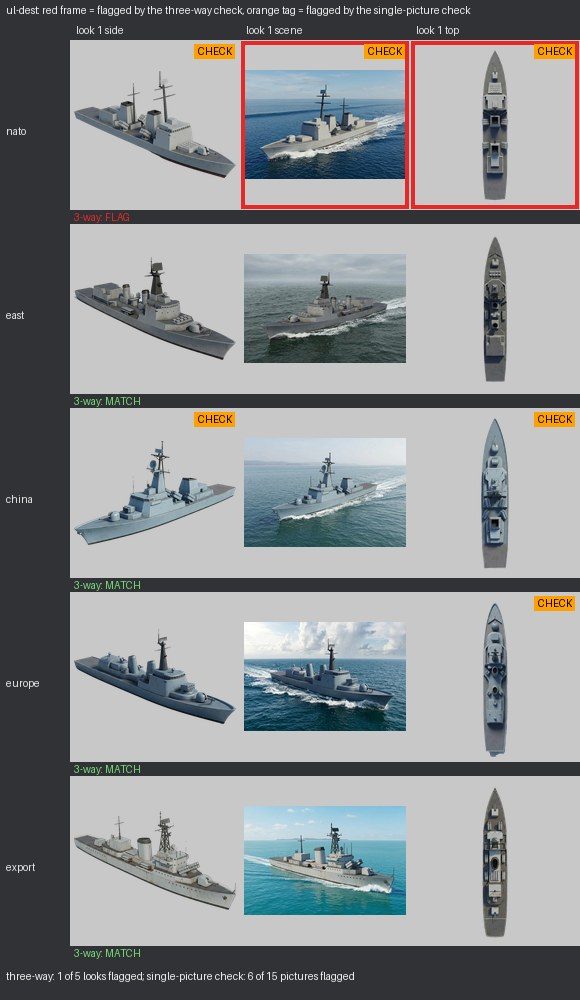 ul-dest: red frame = flagged by the three-way check, orange tag = flagged by the single-picture check
look 1 side look 1 scene look 1 top
nato CHECK CHECK CHECK
3-way: FLAG
east
3-way: MATCH
china CHECK CHECK
3-way: MATCH
europe CHECK
3-way: MATCH
export
3-way: MATCH
three-way: 1 of 5 looks flagged; single-picture check: 6 of 15 pictures flagged